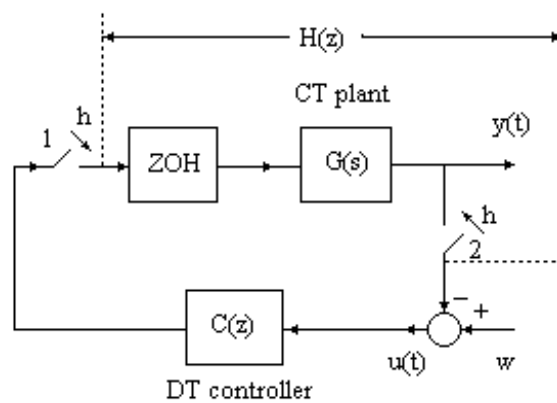 H(z)
CT plant
h
1
ZOH
G(s)
y(t)
h
2
− +
C(z)
u(t)
w
DT controller